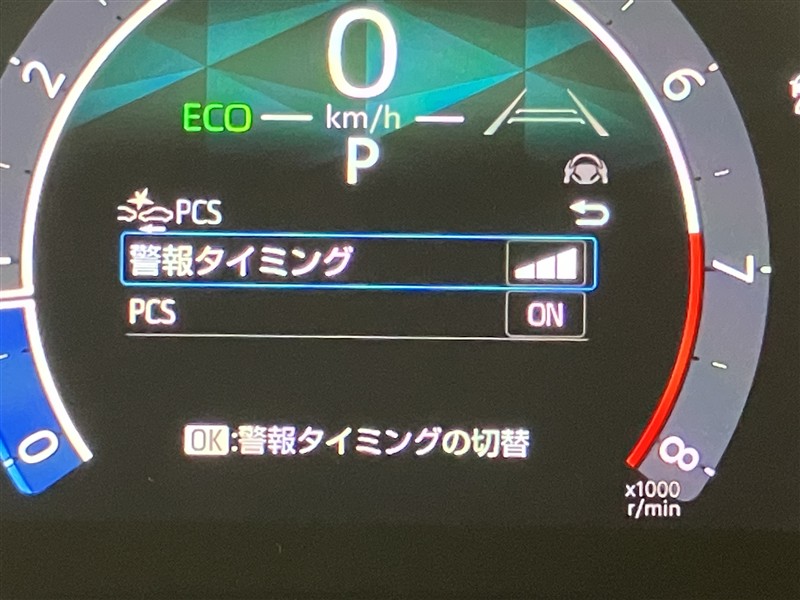 0
2
6
ECO
km/h
P
PCS
警報タイミング
7
PCS
ON
0
OK:警報タイミングの切替
8
x1000
r/min